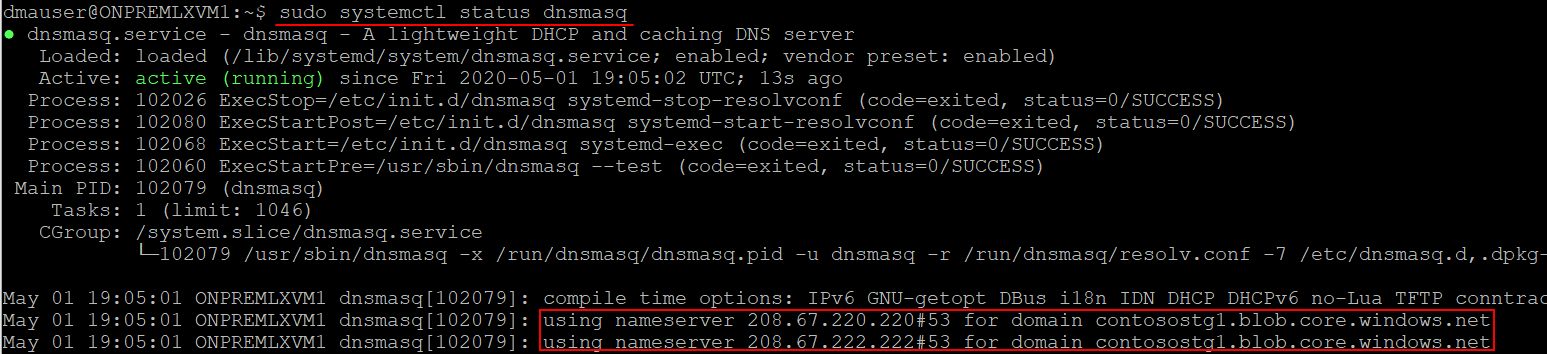 dmauser@ONPREMLXVM1:~$ sudo systemctl status dnsmasq
● dnsmasq.service - dnsmasq - A lightweight DHCP and caching DNS server
Loaded: loaded (/lib/systemd/system/dnsmasq.service; enabled; vendor preset: enabled)
Active: active (running) since Fri 2020-05-01 19:05:02 UTC; 13s ago
Process: 102026 ExecStop=/etc/init.d/dnsmasq systemd-stop-resolvconf (code=exited, status=0/SUCCESS)
Process: 102080 ExecStartPost=/etc/init.d/dnsmasq systemd-start-resolvconf (code=exited, status=0/SUCCESS)
Process: 102068 ExecStart=/etc/init.d/dnsmasq systemd-exec (code=exited, status=0/SUCCESS)
Process: 102060 ExecStartPre=/usr/sbin/dnsmasq --test (code=exited, status=0/SUCCESS)
Main PID: 102079 (dnsmasq)
Tasks: 1 (limit: 1046)
CGroup: /system.slice/dnsmasq.service
└─102079 /usr/sbin/dnsmasq -x /run/dnsmasq/dnsmasq.pid -u dnsmasq -r /run/dnsmasq/resolv.conf -7 /etc/dnsmasq.d,.dpkg-
May 01 19:05:01 ONPREMLXVM1 dnsmasq[102079]: compile time options: IPv6 GNU-getopt DBus i18n IDN DHCP DHCPv6 no-Lua TFTP conntrac
May 01 19:05:01 ONPREMLXVM1 dnsmasq[102079]: using nameserver 208.67.220.220#53 for domain contosostg1.blob.core.windows.net
May 01 19:05:01 ONPREMLXVM1 dnsmasq[102079]: using nameserver 208.67.222.222#53 for domain contosostg1.blob.core.windows.net